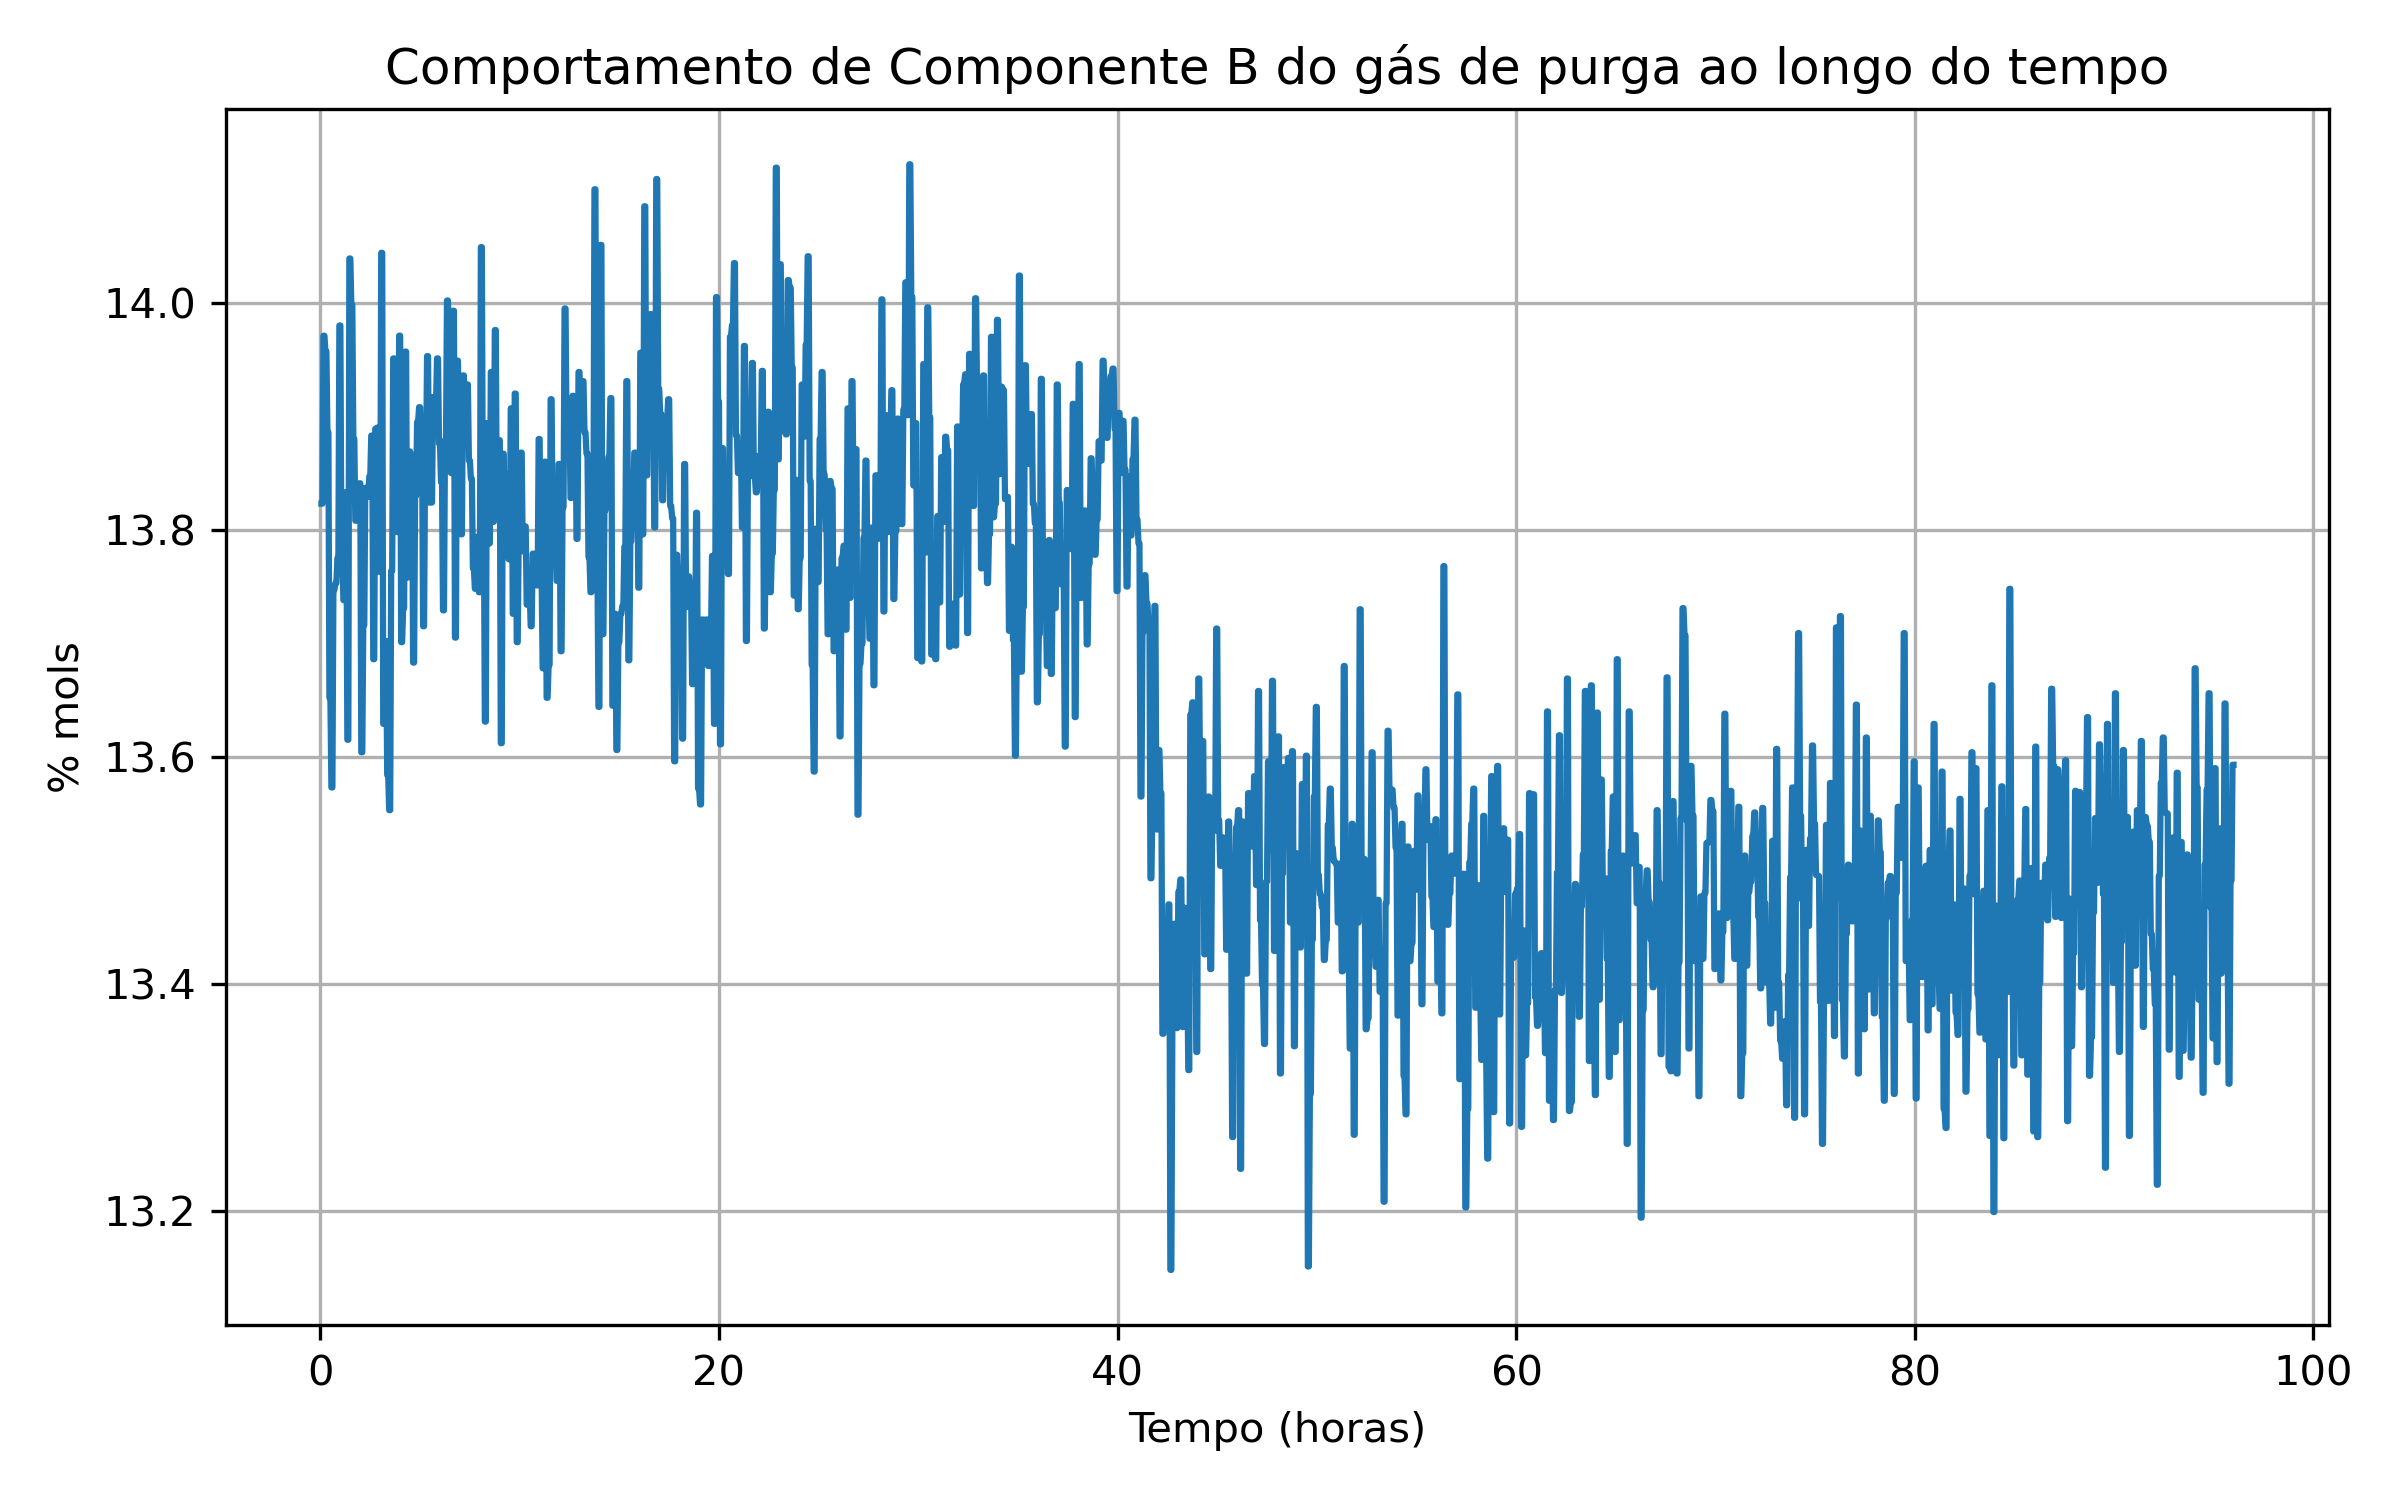 Comportamento de Componente B do gás de purga ao longo do tempo
% mols
14.0
13.8
13.6
13.4
13.2
0 20 40 60 80 100
Tempo (horas)